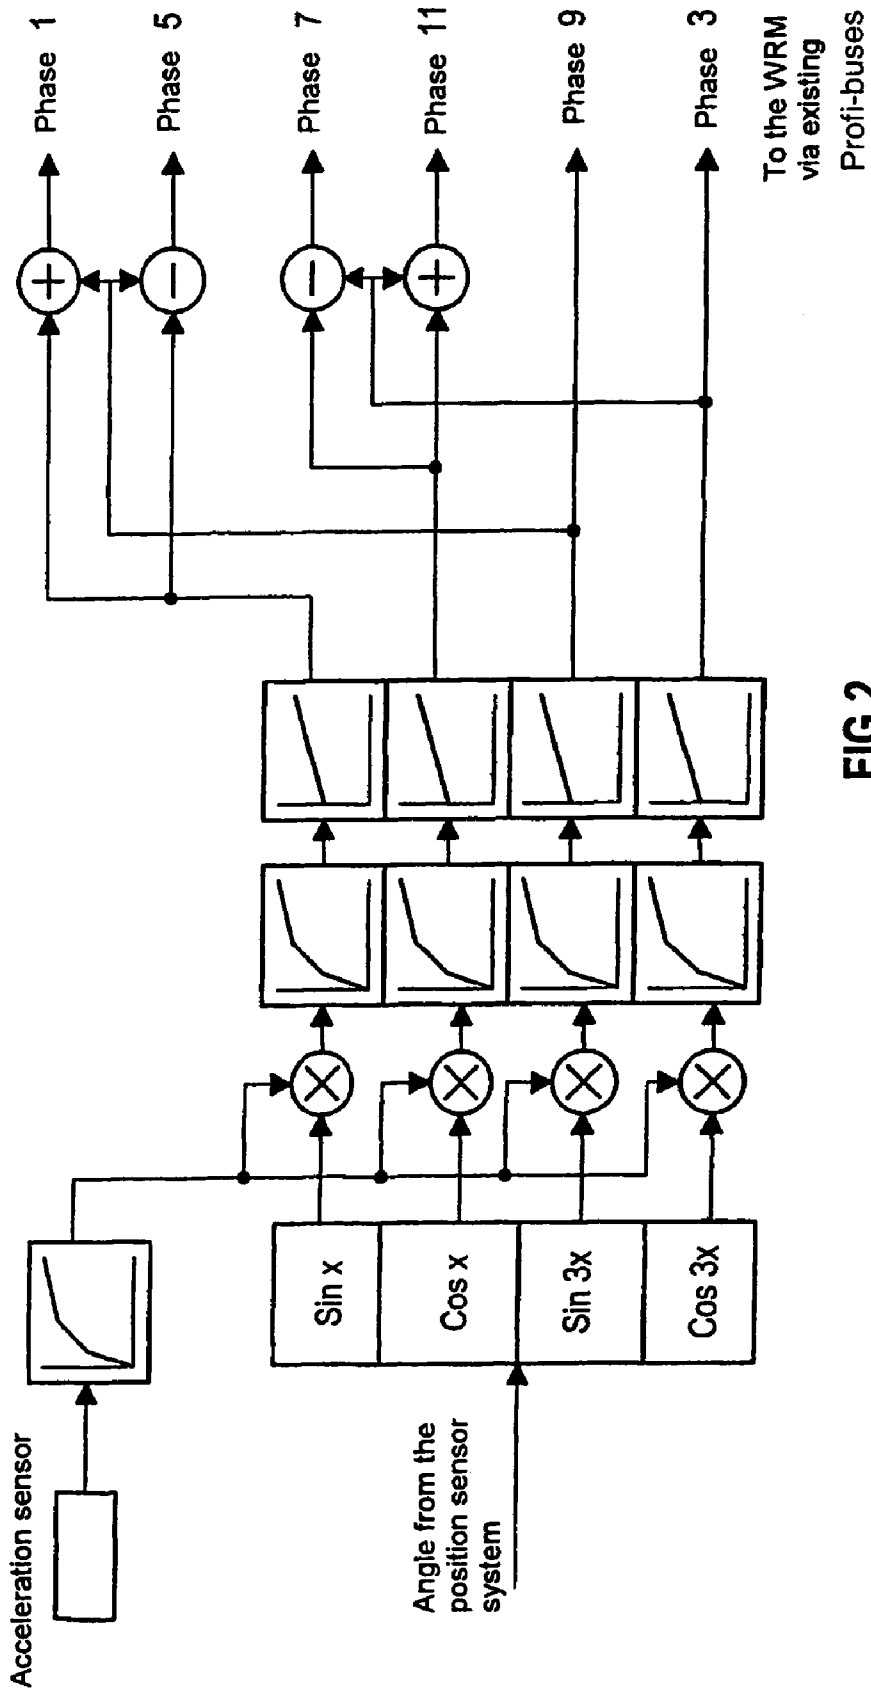 Acceleration sensor
Angle from the
position sensor
system
Sin x
Cos x
Sin 3x
Cos 3x
Phase 1
Phase 5
Phase 7
Phase 11
Phase 9
Phase 3
To the WRM
via existing
Profi-buses
FIG 2